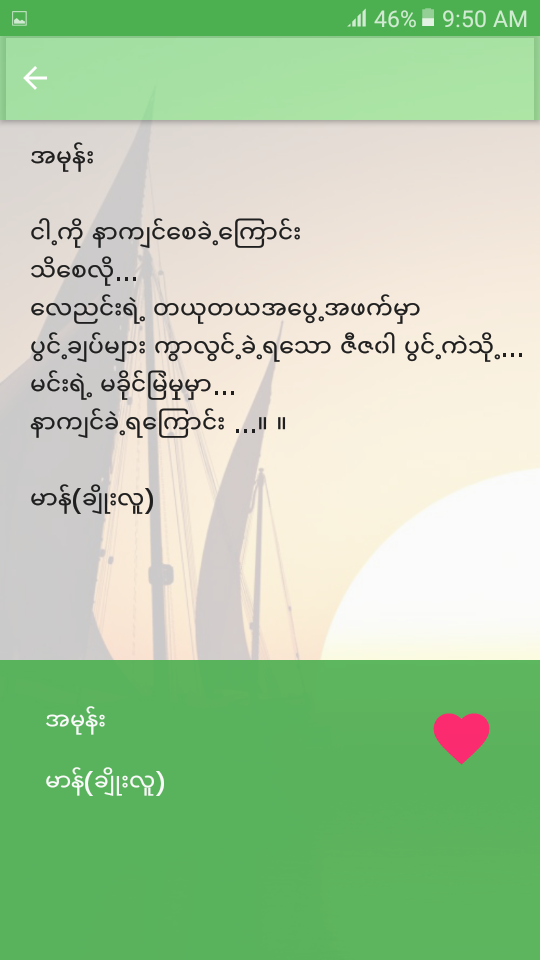 46% 9:50 AM
အမုန်း
ငါ့ကို နာကျင်စေခဲ့ကြောင်း
သိစေလို...
လေညင်းရဲ့ တယုတယအပွေ့အဖက်မှာ
ပွင့်ချပ်များ ကွာလွင့်ခဲ့ရသော ဇီဇဝါ ပွင့်ကဲသို့...
မင်းရဲ့ မခိုင်မြဲမှုမှာ...
နာကျင်ခဲ့ရကြောင်း ...။ ။
မာန်(ချိုးလူ)
အမုန်း
မာန်(ချိုးလူ)